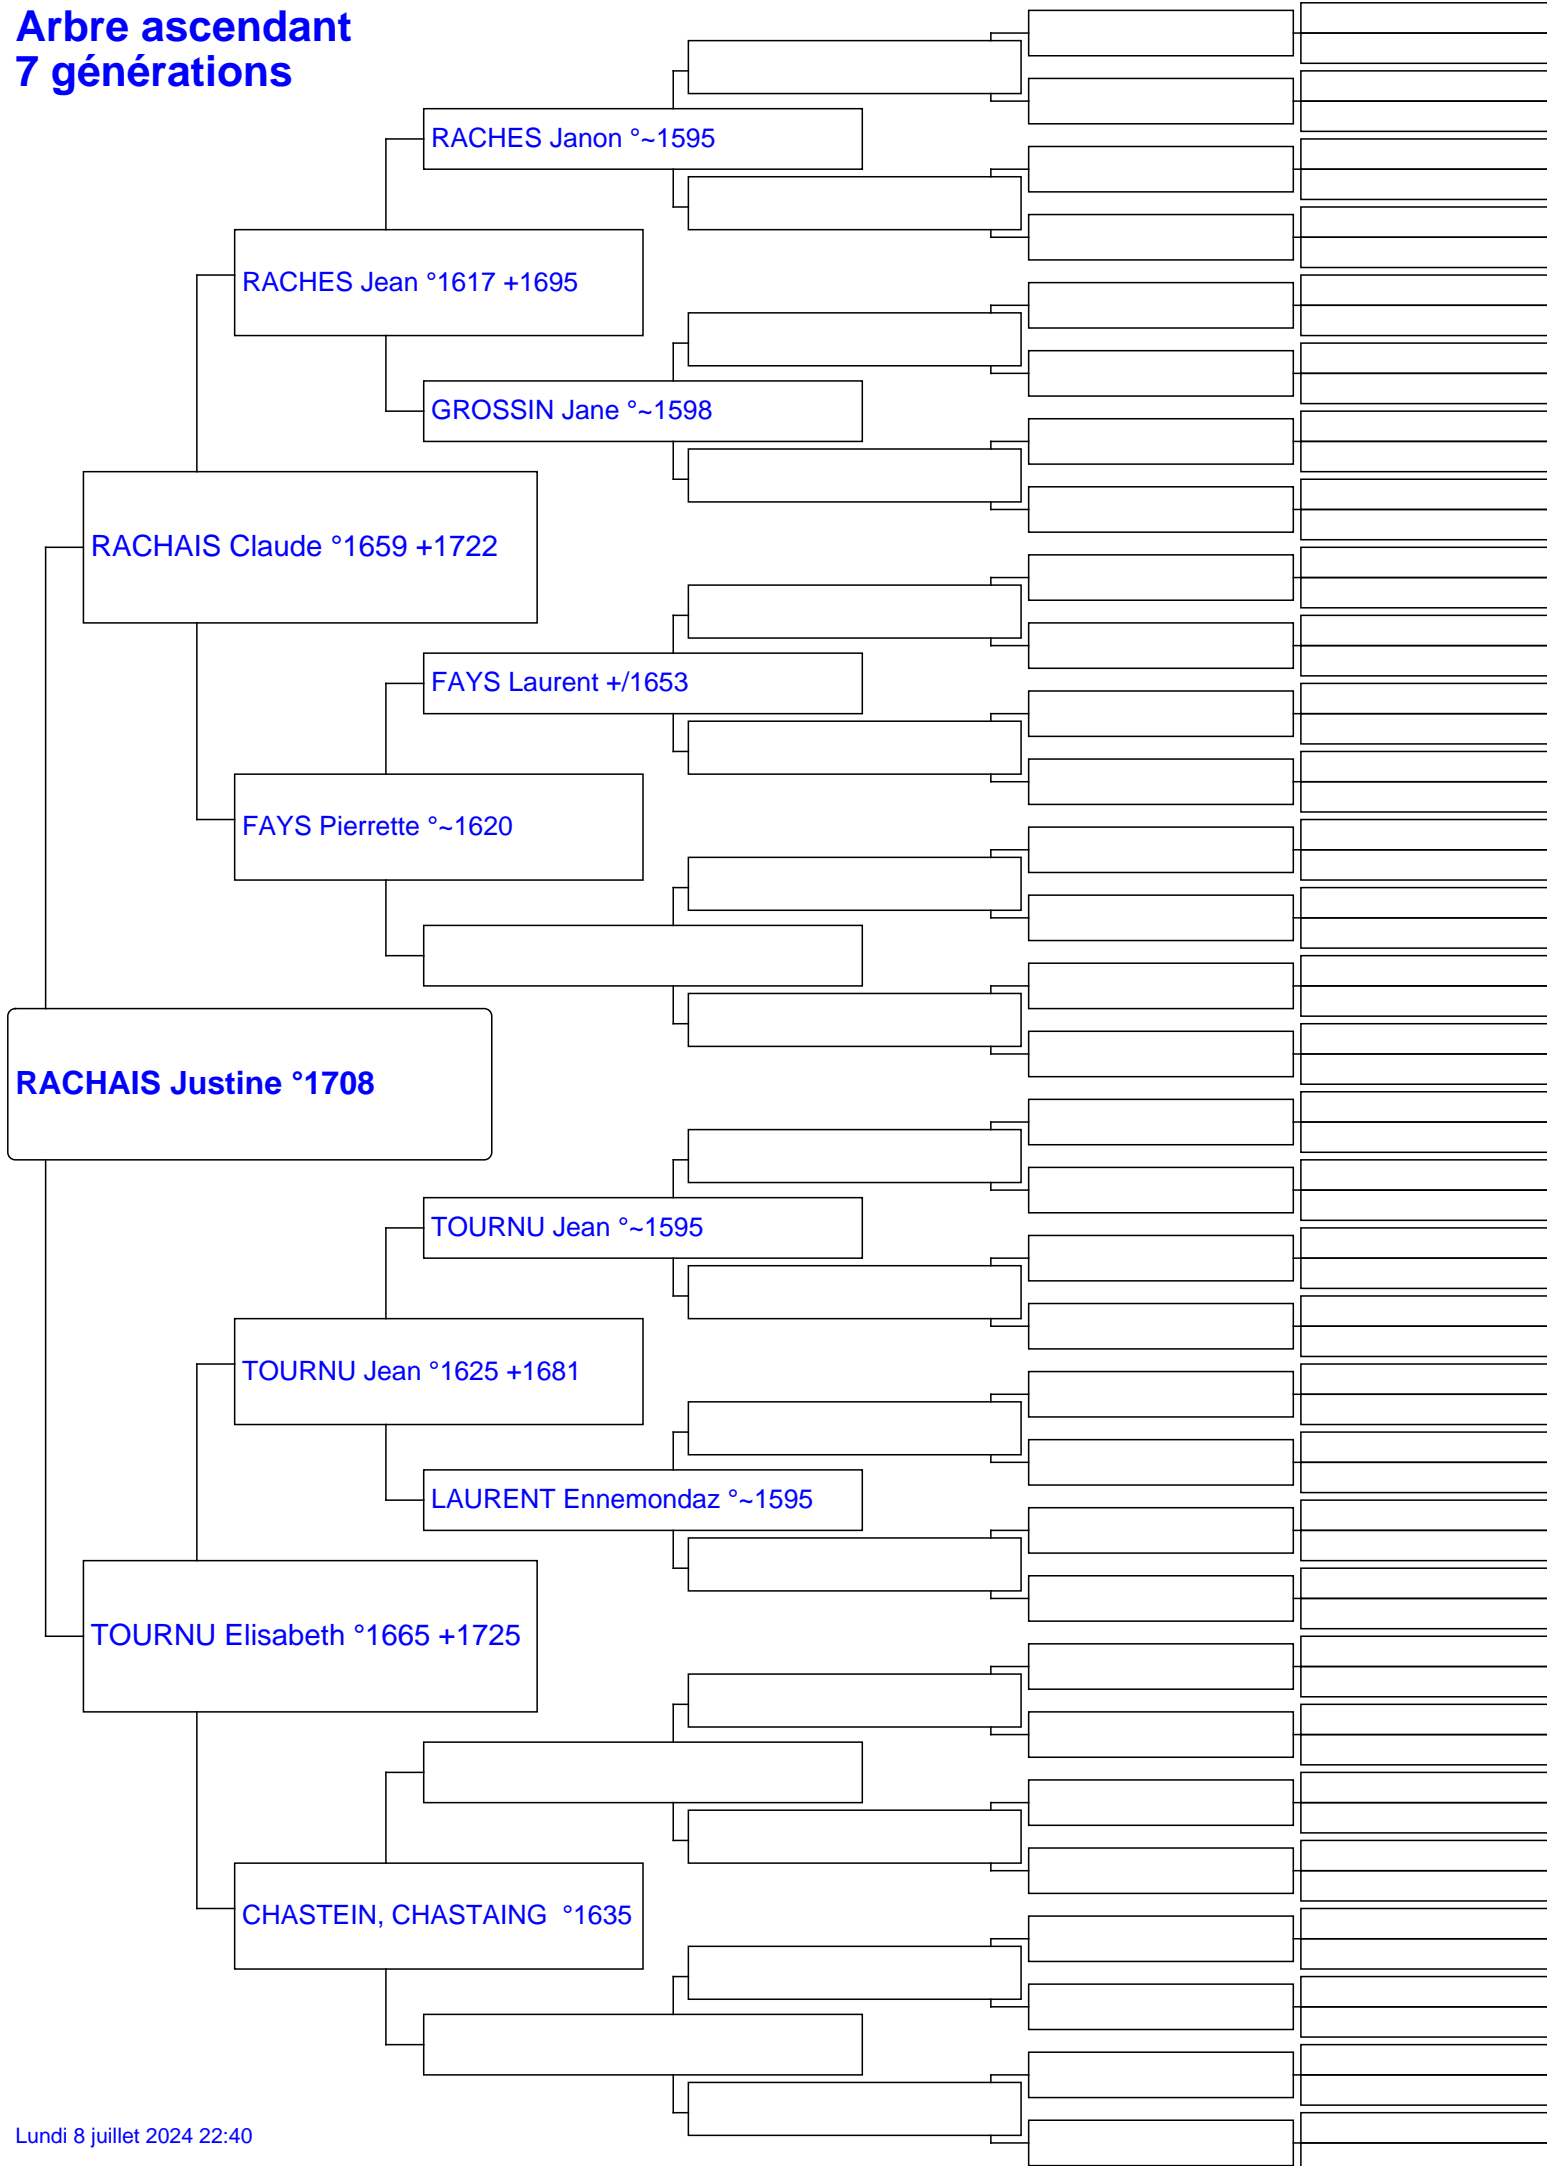 Arbre ascendant
7 générations
RACHES Janon °~1595
RACHES Jean °1617 +1695
GROSSIN Jane °~1598
RACHAIS Claude °1659 +1722
FAYS Laurent +/1653
FAYS Pierrette °~1620
RACHAIS Justine °1708
TOURNU Jean °~1595
TOURNU Jean °1625 +1681
LAURENT Ennemondaz °~1595
TOURNU Elisabeth °1665 +1725
CHASTEIN, CHASTAING  °1635
Lundi 8 juillet 2024 22:40